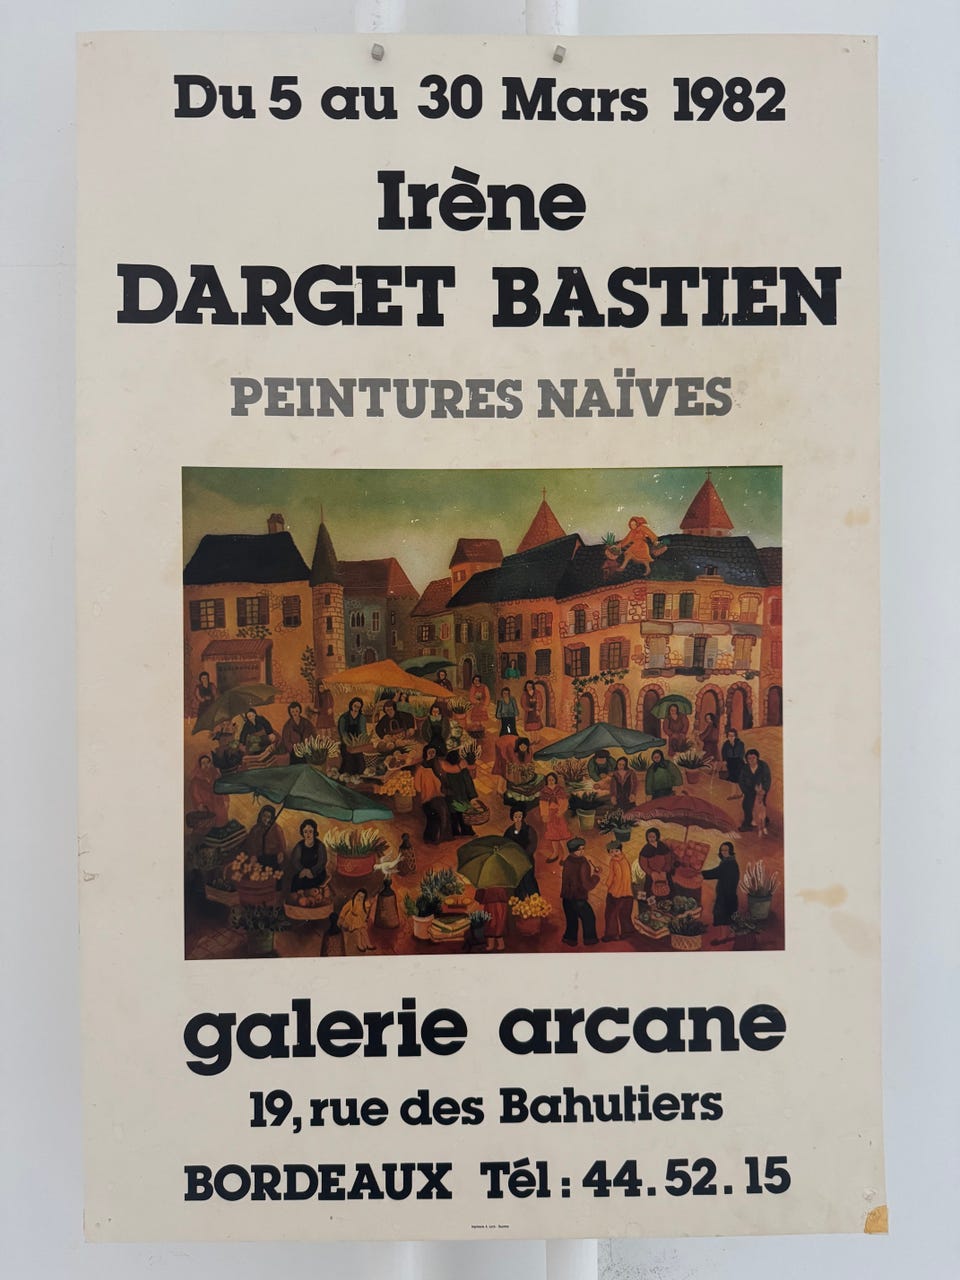 Du 5 au 30 Mars 1982
Irène
DARGET BASTIEN
PEINTURES NAÏVES
galerie arcane
19, rue des Bahutiers
BORDEAUX Tél : 44.52.15